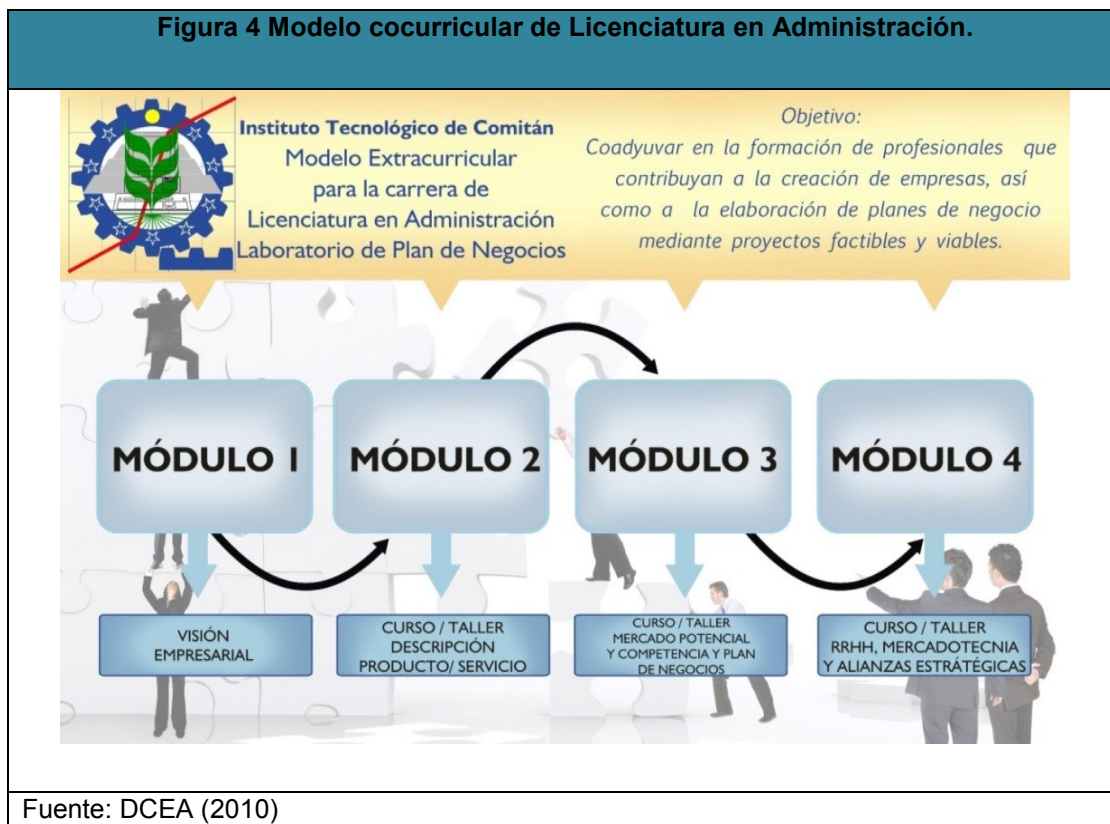 Figura 4 Modelo cocurricular de Licenciatura en Administración.
Instituto Tecnológico de Comitán
Modelo Extracurricular
para la carrera de
Licenciatura en Administración
Laboratorio de Plan de Negocios
Objetivo:
Coadyuvar en la formación de profesionales que
contribuyan a la creación de empresas, así
como a la elaboración de planes de negocio
mediante proyectos factibles y viables.
MÓDULO 1
MÓDULO 2
MÓDULO 3
MÓDULO 4
VISIÓN
EMPRESARIAL
CURSO / TALLER
DESCRIPCIÓN
PRODUCTO/ SERVICIO
CURSO / TALLER
MERCADO POTENCIAL
Y COMPETENCIA Y PLAN
DE NEGOCIOS
CURSO / TALLER
RRHH, MERCADOTECNIA
Y ALIANZAS ESTRÁTÉGICAS
Fuente: DCEA (2010)